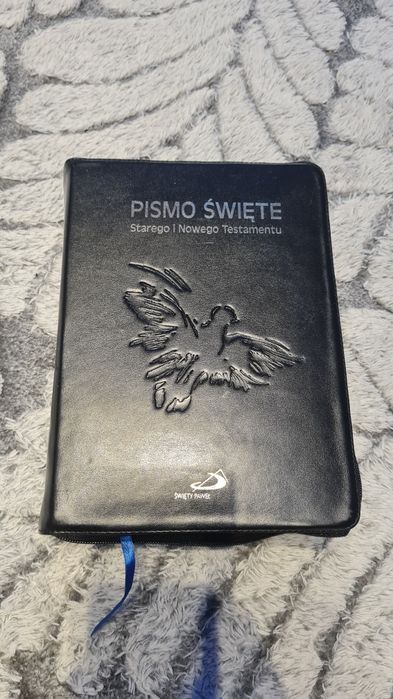 PISMO ŚWIĘTE
Starego i Nowego Testamentu
ŚWIĘTY PAWEŁ